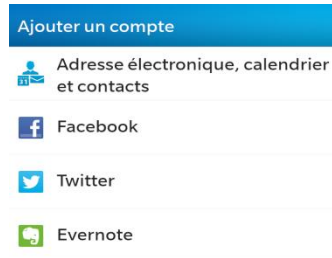 Ajouter un compte
Adresse électronique, calendrier
et contacts
Facebook
Twitter
Evernote